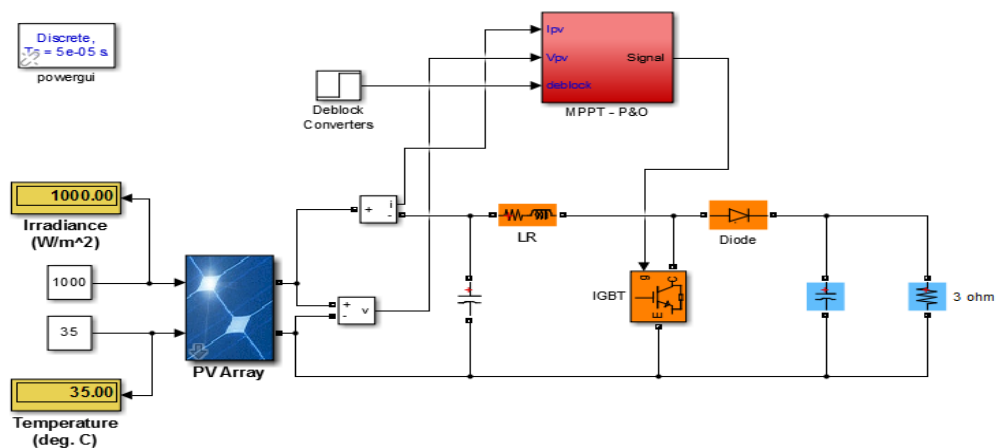 Discrete,
Ts = 5e-05 s.
powergui
Deblock
Converters
Ipv
Vpv
deblock
Signal
MPPT - P&O
1000.00
Irradiance
(W/m^2)
1000
35
35.00
Temperature
(deg. C)
PV Array
+
i
-
+
-
v
+
LR
g
C
E
IGBT
Diode
+
+
3 ohm